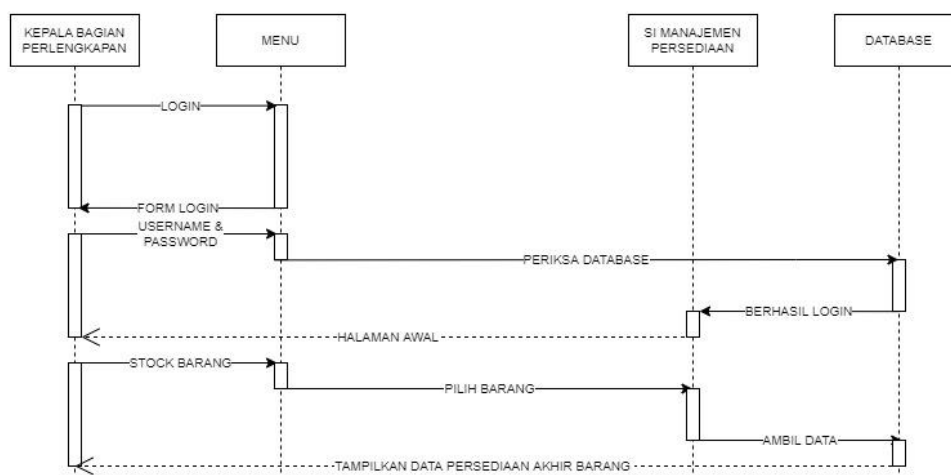 KEPALA BAGIAN
PERLENGKAPAN
MENU
SI MANAJEMEN
PERSEDIAAN
DATABASE
LOGIN
FORM LOGIN
USERNAME &
PASSWORD
PERIKSA DATABASE
BERHASIL LOGIN
HALAMAN AWAL
STOCK BARANG
PILIH BARANG
AMBIL DATA
TAMPILKAN DATA PERSEDIAAN AKHIR BARANG